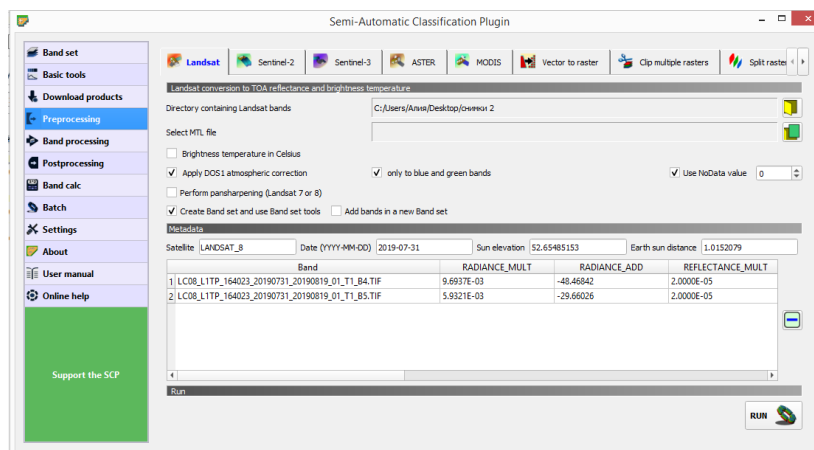 Semi-Automatic Classification Plugin
Band set
Basic tools
Download products
Preprocessing
Band processing
Postprocessing
Band calc
Batch
Settings
About
User manual
Online help
Support the SCP
Landsat Sentinel-2 Sentinel-3 ASTER MODIS Vector to raster Clip multiple rasters Split raster
Landsat conversion to TOA reflectance and brightness temperature
Directory containing Landsat bands C:/Users/Алия/Desktop/снимки 2
Select MTL file
Brightness temperature in Celsius
Apply DOS1 atmospheric correction only to blue and green bands Use NoData value 0
Perform pansharpening (Landsat 7 or 8)
Create Band set and use Band set tools Add bands in a new Band set
Metadata
Satellite LANDSAT_8 Date (YYYY-MM-DD) 2019-07-31 Sun elevation 52.65485153 Earth sun distance 1.0152079
Band RADIANCE_MULT RADIANCE_ADD REFLECTANCE_MULT
1 LC08_L1TP_164023_20190731_20190819_01_T1_B4.TIF 9.6937E-03 -48.46842 2.0000E-05
2 LC08_L1TP_164023_20190731_20190819_01_T1_B5.TIF 5.9321E-03 -29.66026 2.0000E-05
Run
RUN